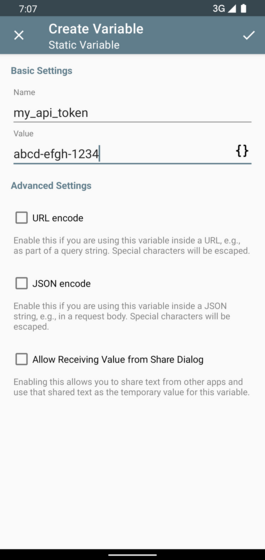 7:07
3G
Create Variable
Static Variable
Basic Settings
Name
my_api_token
Value
abcd-efgh-1234
{}
Advanced Settings
URL encode
Enable this if you are using this variable inside a URL, e.g.,
as part of a query string. Special characters will be escaped.
JSON encode
Enable this if you are using this variable inside a JSON
string, e.g., in a request body. Special characters will be
escaped.
Allow Receiving Value from Share Dialog
Enabling this allows you to share text from other apps and
use that shared text as the temporary value for this variable.